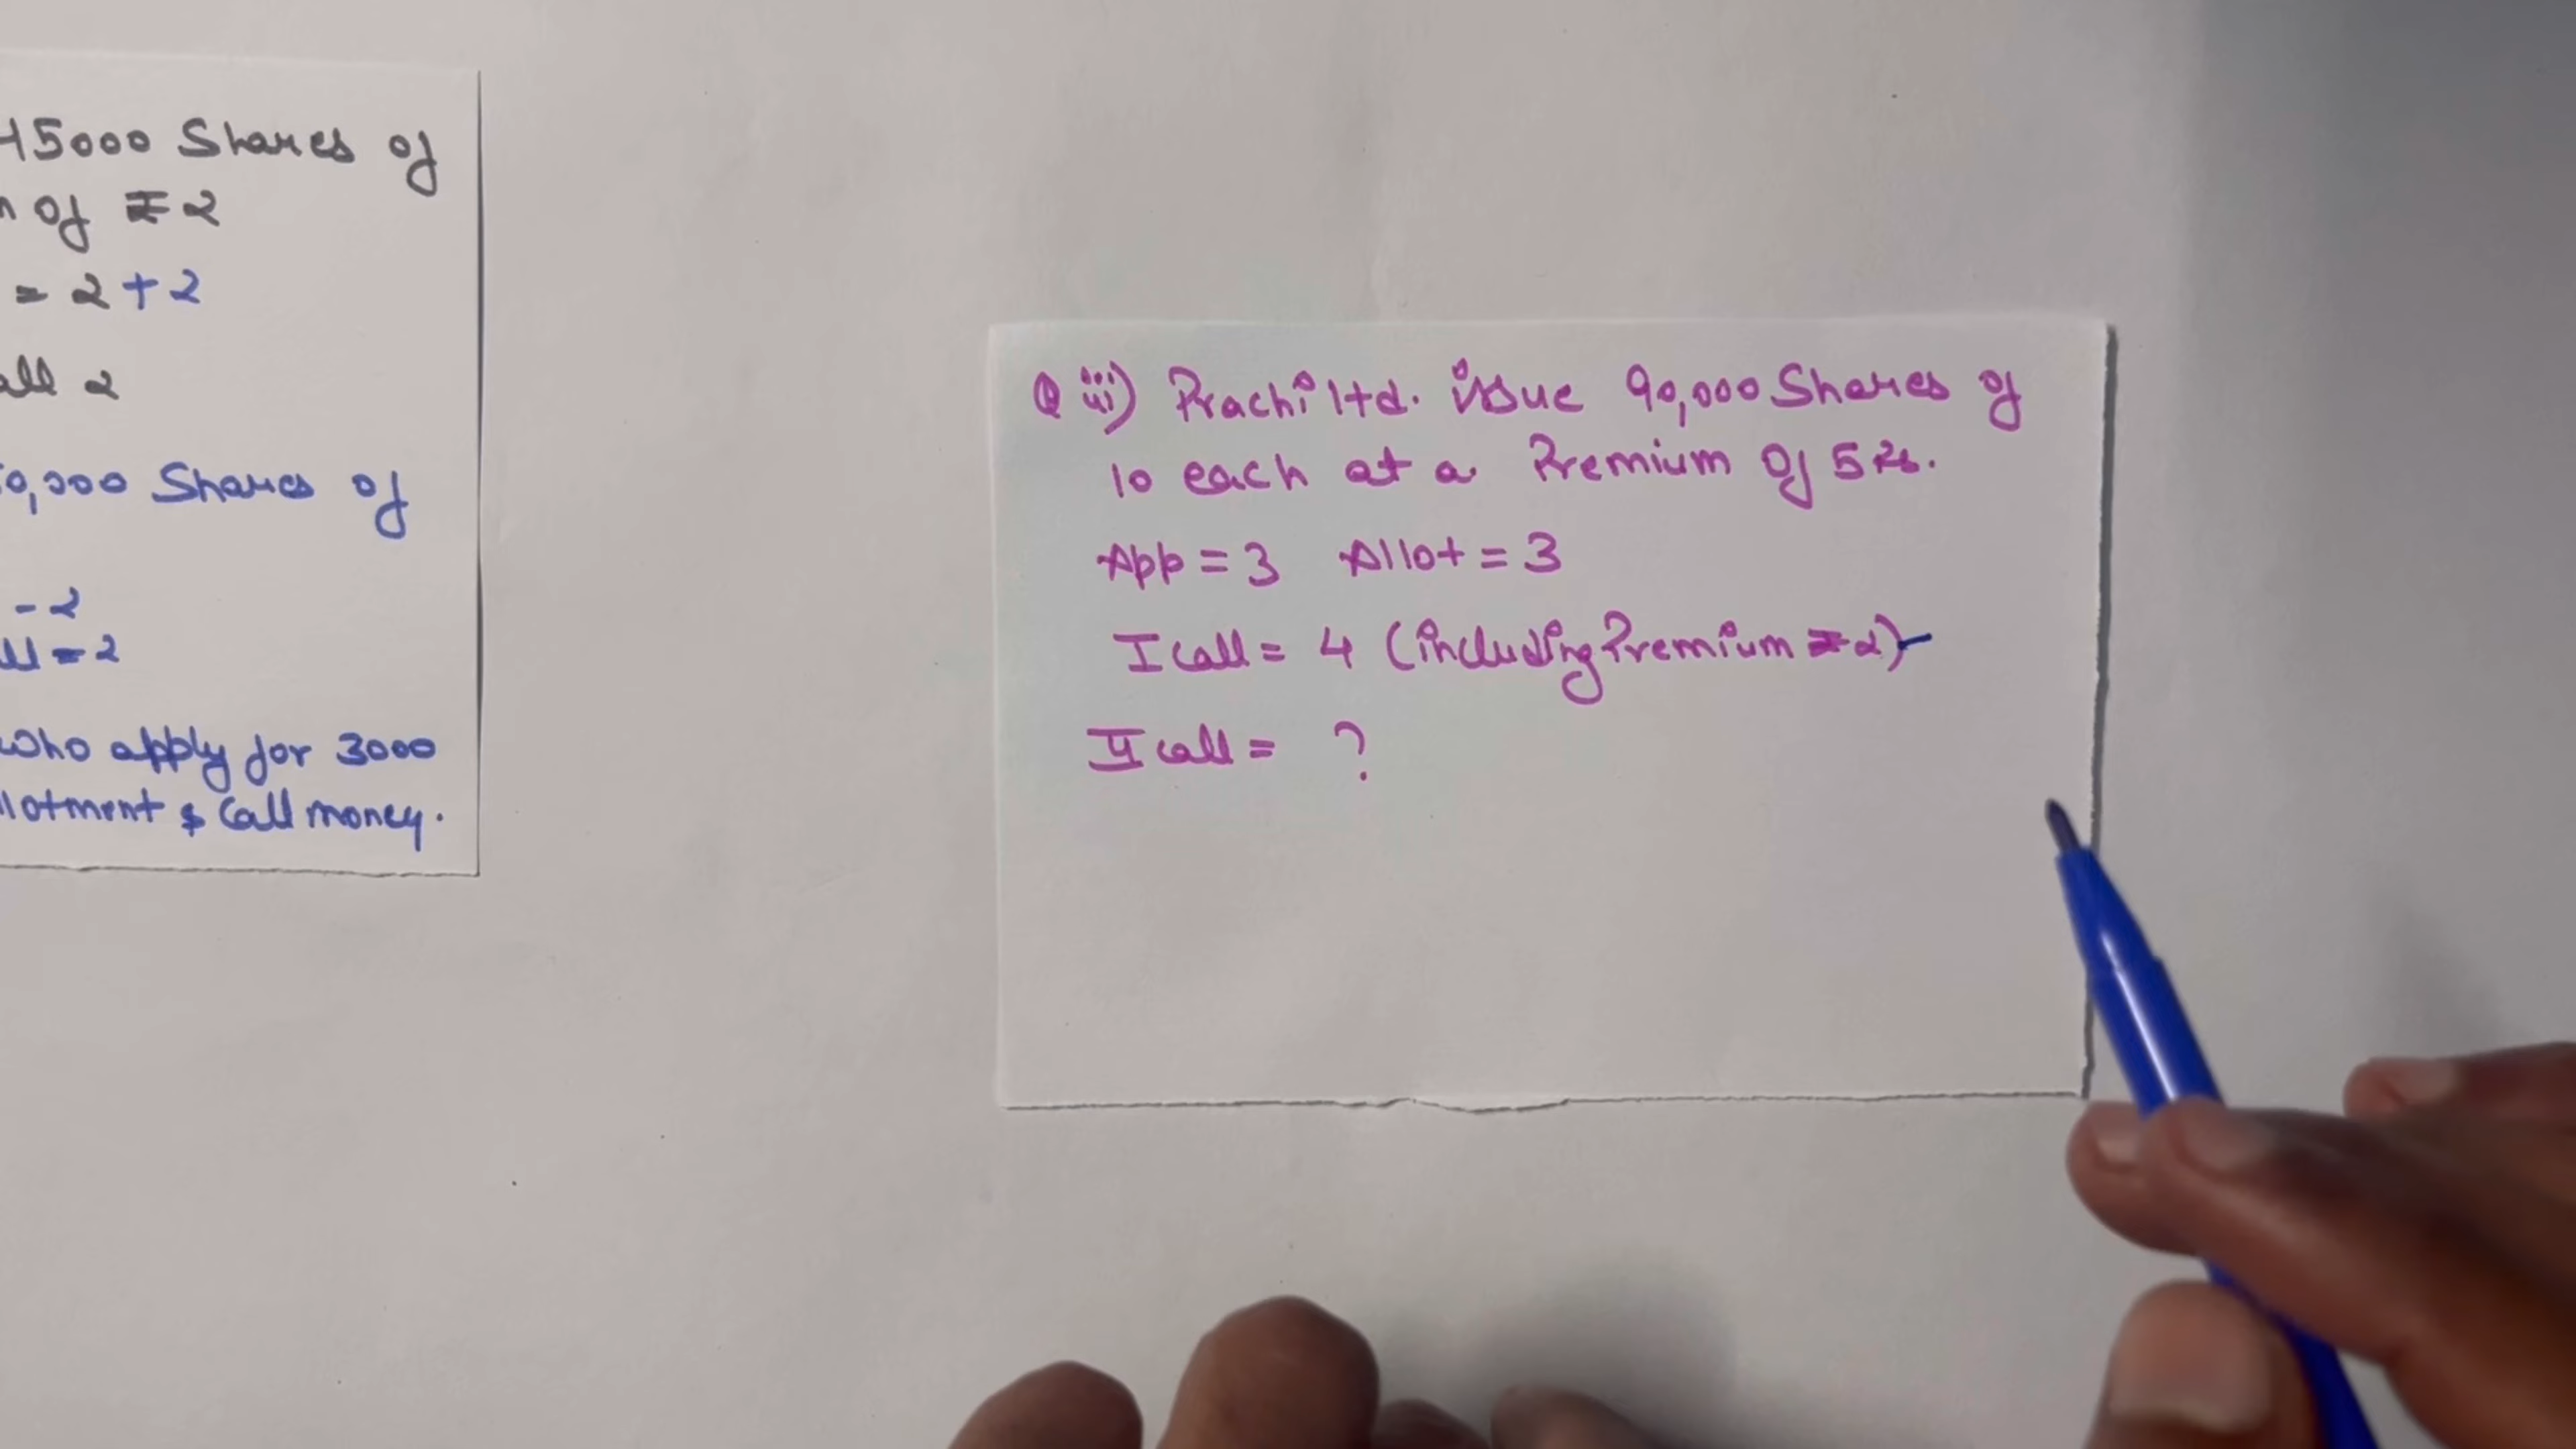 45000 Shares of
of ₹ 2
= 2 + 2
all 2
0,000 Shares of
- 2
ll = 2
who apply for 3000
lotment & Call money.
Q iii) Prachi ltd. issue 90,000 Shares of
10 each at a Premium of 5 Rs.
App = 3 Allot = 3
I call = 4 (including Premium ₹ 2)
II call = ?